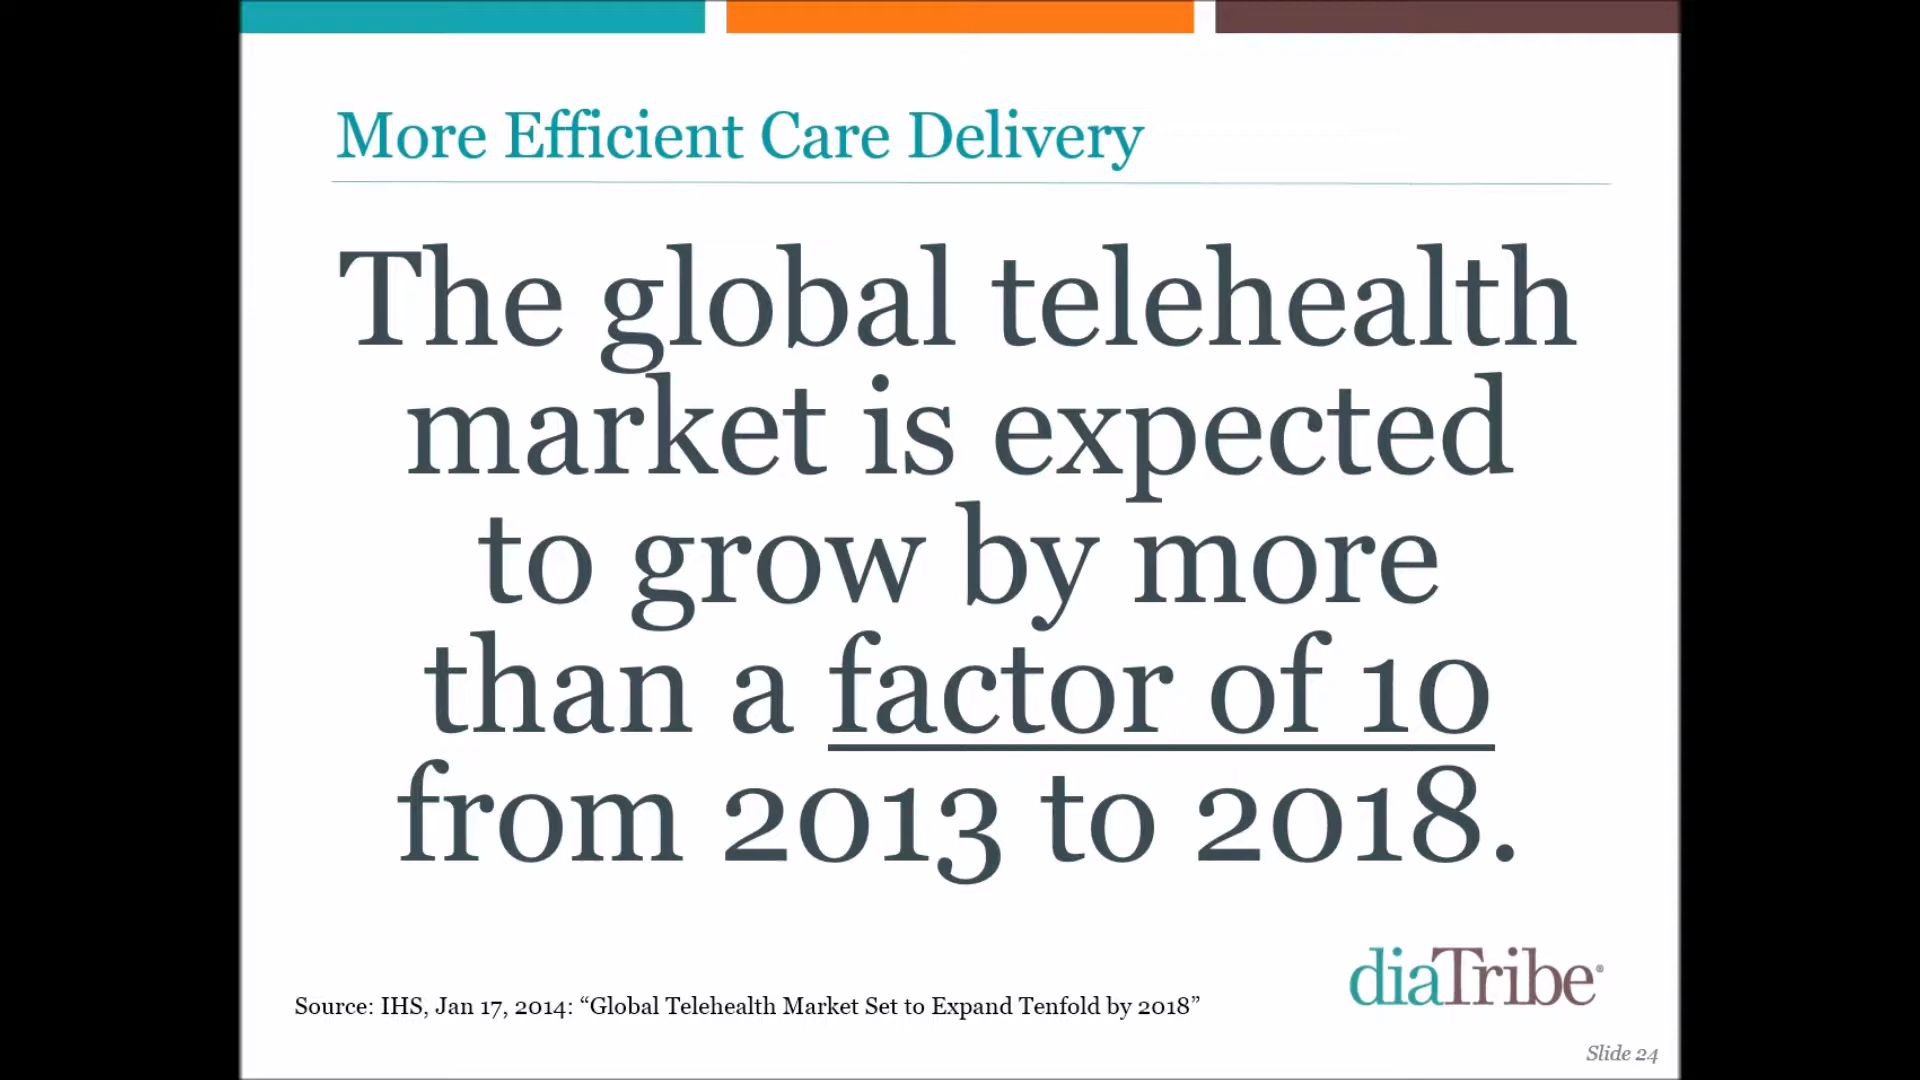 More Efficient Care Delivery
The global telehealth
market is expected
to grow by more
than a factor of 10
from 2013 to 2018.
diaTribe®
Source: IHS, Jan 17, 2014: “Global Telehealth Market Set to Expand Tenfold by 2018”
Slide 24